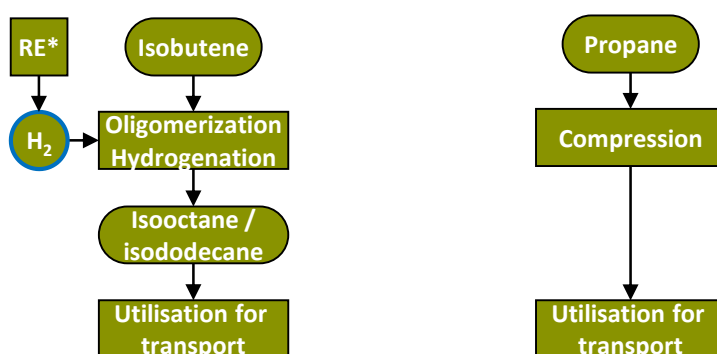 RE*
Isobutene
Propane
H₂
Oligomerization
Hydrogenation
Compression
Isooctane /
isododecane
Utilisation for
transport
Utilisation for
transport